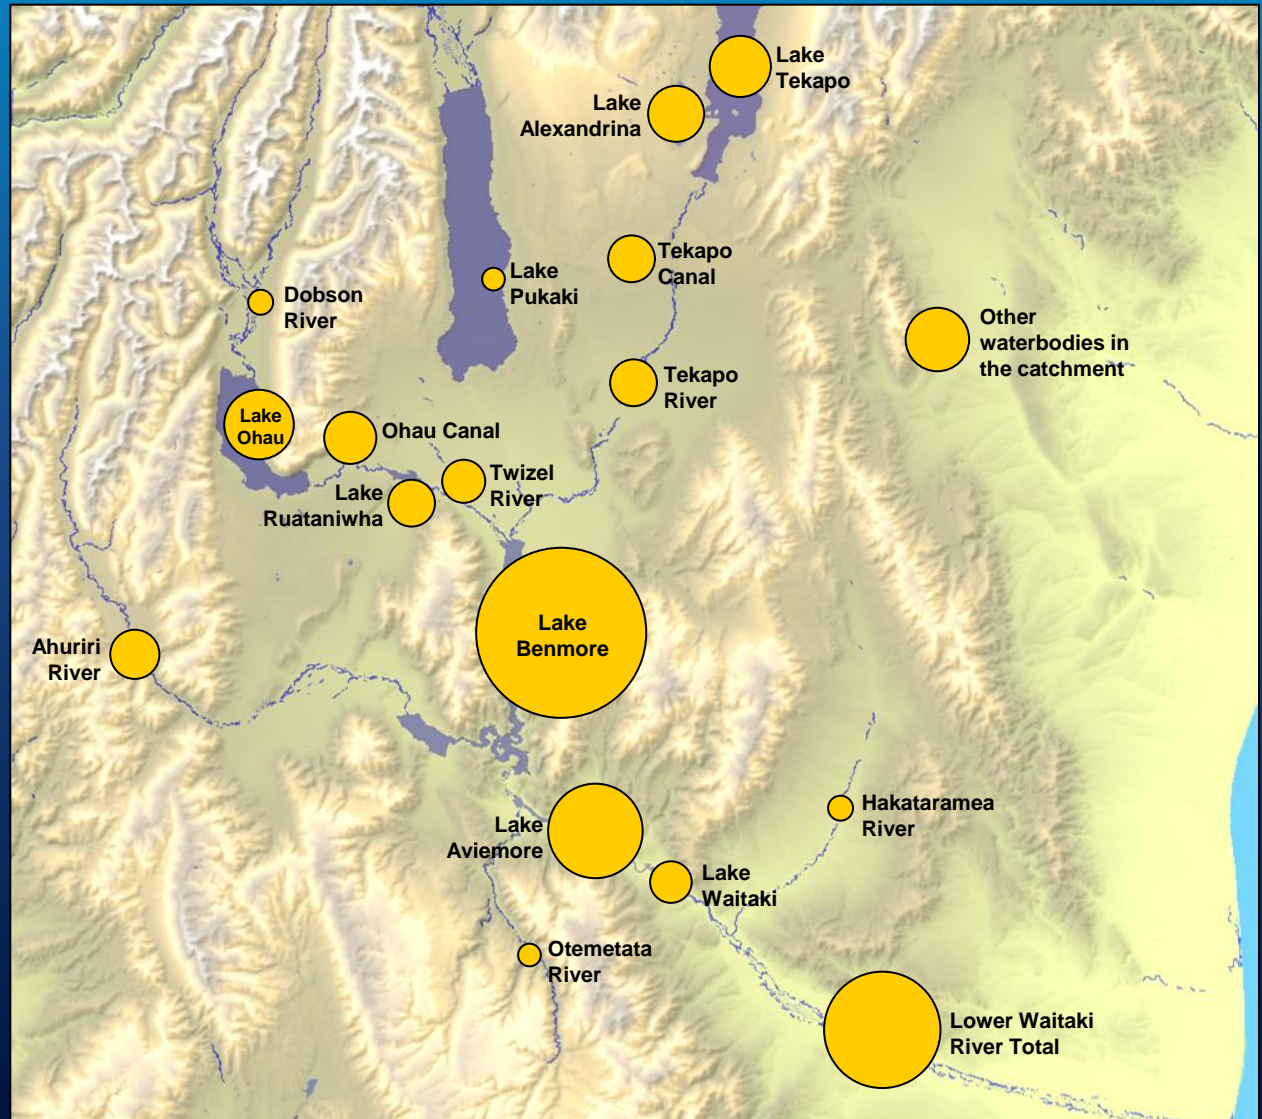 Lake
Tekapo
Lake
Alexandrina
Tekapo
Canal
Lake
Pukaki
Dobson
River
Other
waterbodies in
the catchment
Tekapo
River
Lake
Ohau
Ohau Canal
Twizel
River
Lake
Ruataniwha
Lake
Benmore
Ahuriri
River
Hakataramea
River
Lake
Aviemore
Lake
Waitaki
Otemetata
River
Lower Waitaki
River Total